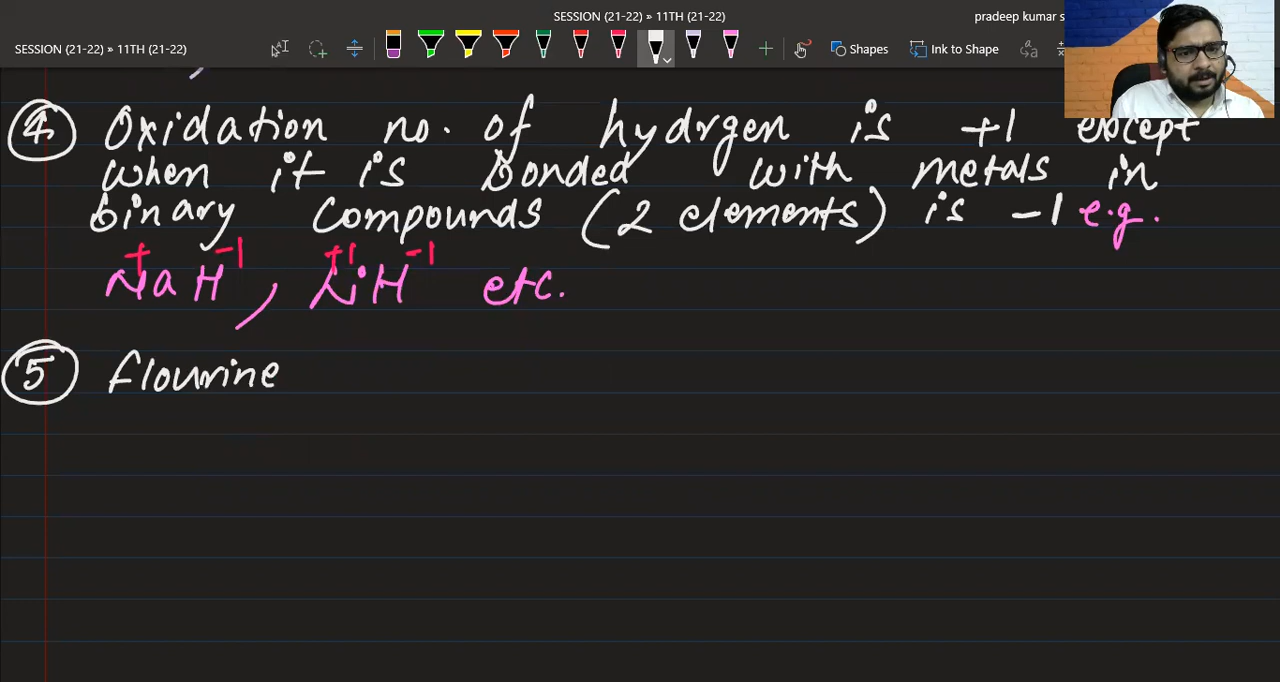 SESSION (21-22) » 11TH (21-22)
pradeep kumar s
SESSION (21-22) » 11TH (21-22)
Shapes
Ink to Shape
④ Oxidation no. of hydrgen is +1 except
when it is bonded with metals in
binary compounds (2 elements) is -1 e.g.
+ -1 +1 -1
NaH, LiH etc.
⑤ flourine